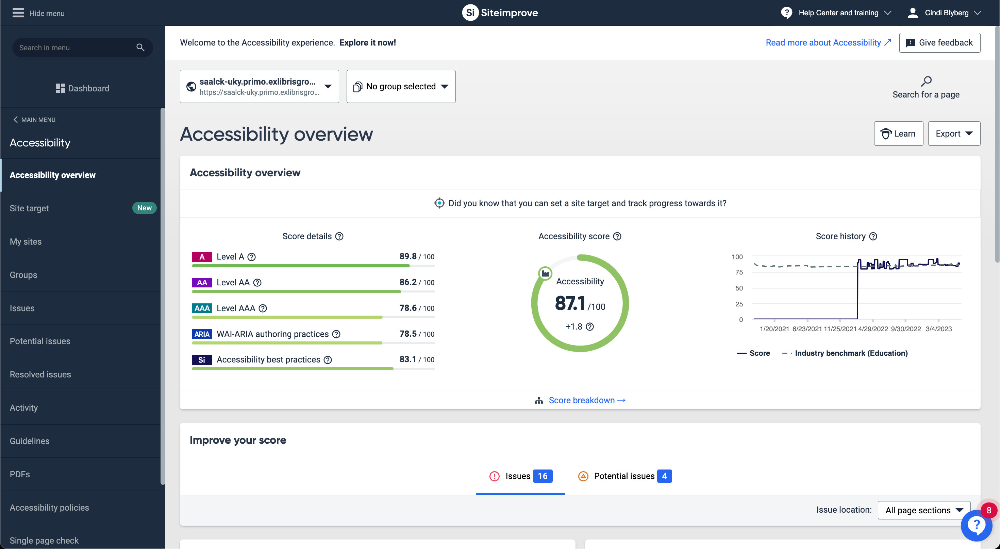 Hide menu
Si Siteimprove
Help Center and training
Cindi Blyberg
Search in menu
Dashboard
MAIN MENU
Accessibility
Accessibility overview
Site target New
My sites
Groups
Issues
Potential issues
Resolved issues
Activity
Guidelines
PDFs
Accessibility policies
Single page check
Welcome to the Accessibility experience. Explore it now!
Read more about Accessibility
Give feedback
saalck-uky.primo.exlibrisgro...
https://saalck-uky.primo.exlibrisgro...
No group selected
Search for a page
Accessibility overview
Learn
Export
Accessibility overview
Did you know that you can set a site target and track progress towards it?
Score details ?
A Level A ? 89.8 / 100
AA Level AA ? 86.2 / 100
AAA Level AAA ? 78.6 / 100
ARIA WAI-ARIA authoring practices ? 78.5 / 100
Si Accessibility best practices ? 83.1 / 100
Accessibility score ?
Accessibility
87.1 /100
+1.8 ?
Score history ?
100
75
50
25
0
1/20/2021 6/23/2021 11/25/2021 4/29/2022 9/30/2022 3/4/2023
Score Industry benchmark (Education)
Score breakdown →
Improve your score
Issues 16
Potential issues 4
Issue location: All page sections
8
?